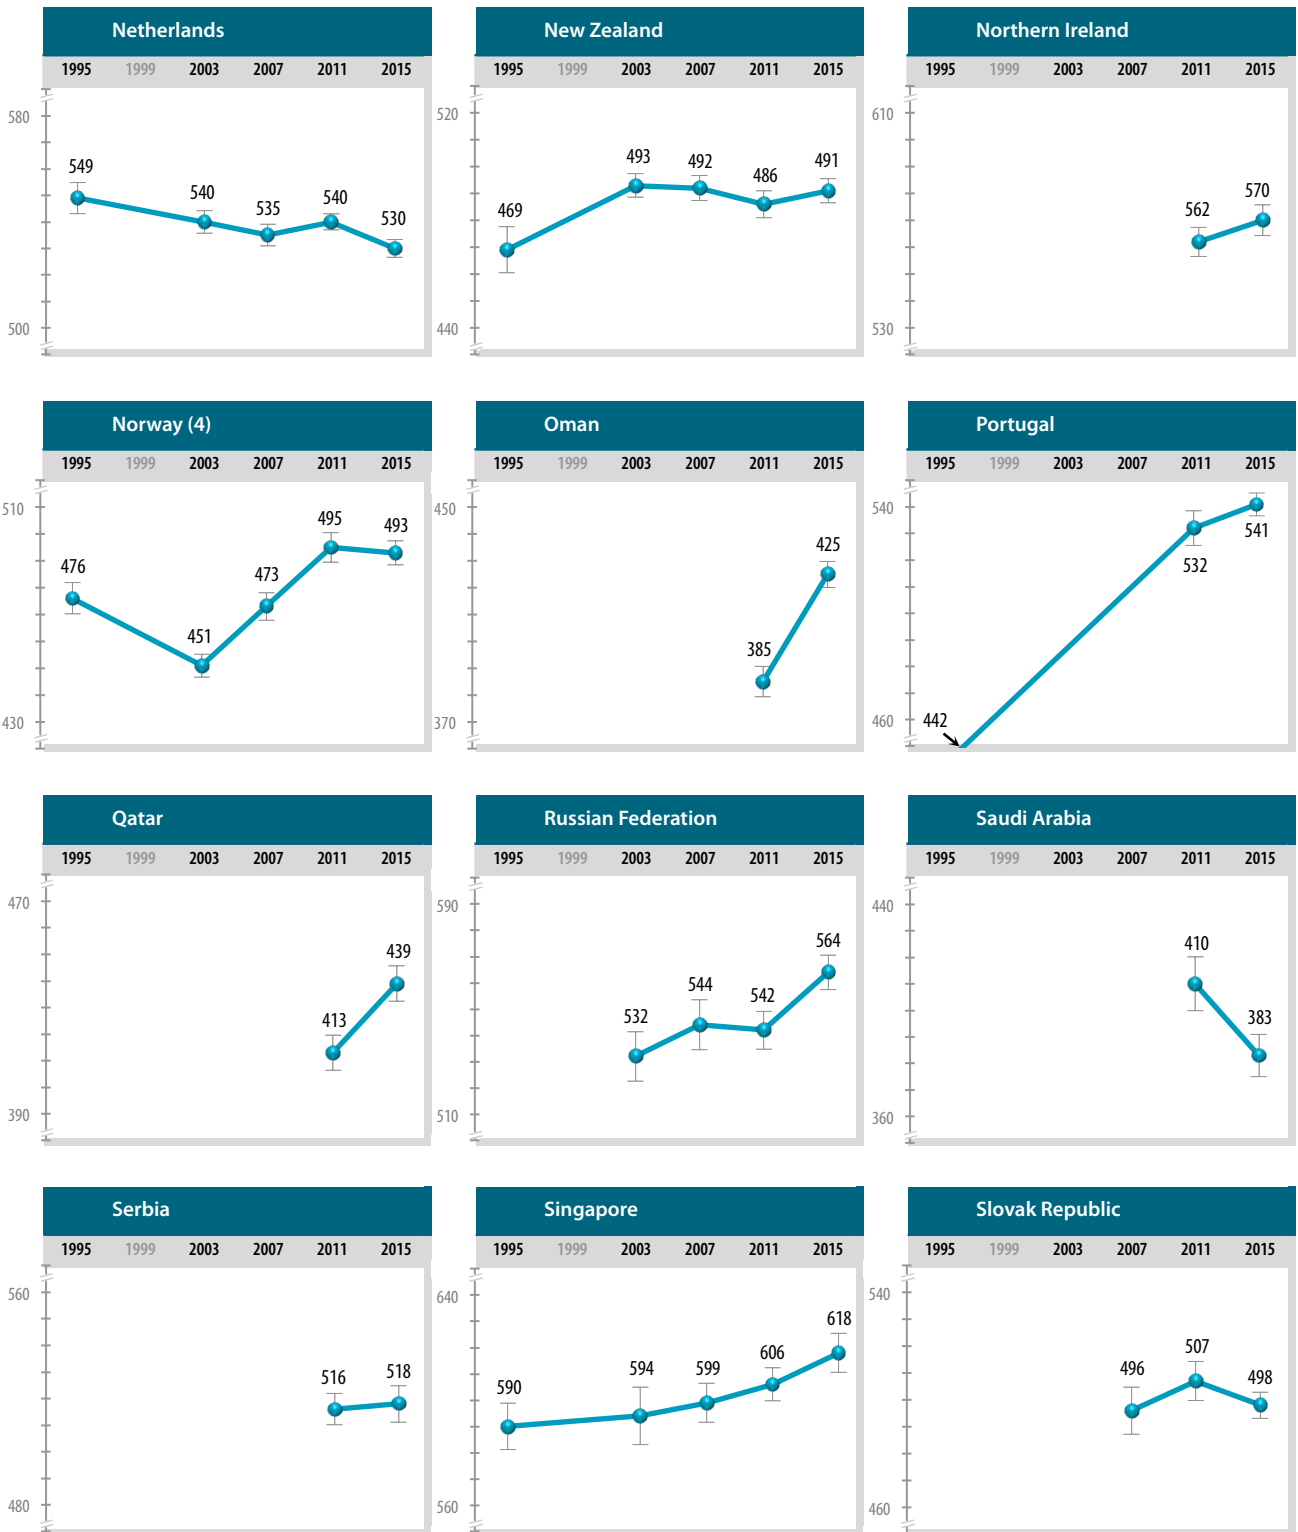 Netherlands
1995 1999 2003 2007 2011 2015
580
500
549
540
535
540
530
New Zealand
1995 1999 2003 2007 2011 2015
520
440
469
493
492
486
491
Northern Ireland
1995 1999 2003 2007 2011 2015
610
530
562
570
Norway (4)
1995 1999 2003 2007 2011 2015
510
430
476
451
473
495
493
Oman
1995 1999 2003 2007 2011 2015
450
370
385
425
Portugal
1995 1999 2003 2007 2011 2015
540
460
442
532
541
Qatar
1995 1999 2003 2007 2011 2015
470
390
413
439
Russian Federation
1995 1999 2003 2007 2011 2015
590
510
532
544
542
564
Saudi Arabia
1995 1999 2003 2007 2011 2015
440
360
410
383
Serbia
1995 1999 2003 2007 2011 2015
560
480
516
518
Singapore
1995 1999 2003 2007 2011 2015
640
560
590
594
599
606
618
Slovak Republic
1995 1999 2003 2007 2011 2015
540
460
496
507
498